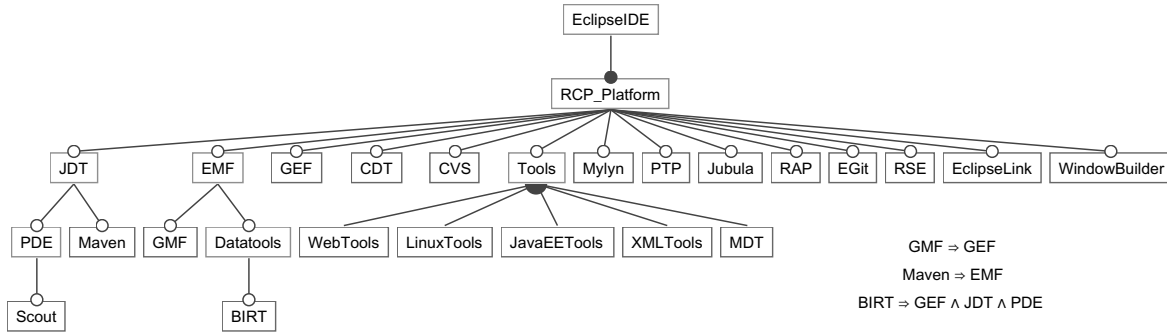 EclipseIDE
RCP_Platform
JDT EMF GEF CDT CVS Tools Mylyn PTP Jubula RAP EGit RSE EclipseLink WindowBuilder
PDE Maven GMF Datatools WebTools LinuxTools JavaEETools XMLTools MDT
GMF ⇒ GEF
Maven ⇒ EMF
BIRT ⇒ GEF ∧ JDT ∧ PDE
Scout BIRT